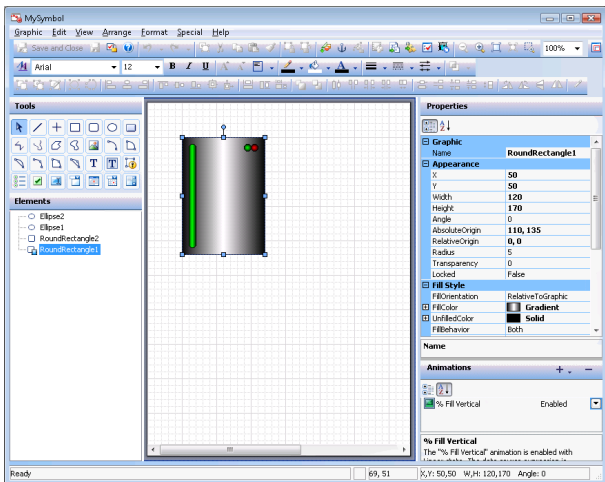 MySymbol
Graphic Edit View Arrange Format Special Help
Save and Close
100%
Arial 12 B I U A
Tools
T T
Elements
Ellipse2
Ellipse1
RoundRectangle2
RoundRectangle1
Properties
Graphic
Name RoundRectangle1
Appearance
X 50
Y 50
Width 120
Height 170
Angle 0
AbsoluteOrigin 110, 135
RelativeOrigin 0, 0
Radius 5
Transparency 0
Locked False
Fill Style
FillOrientation RelativeToGraphic
FillColor Gradient
UnfilledColor Solid
FillBehavior Both
Name
Animations
% Fill Vertical Enabled
% Fill Vertical
The "% Fill Vertical" animation is enabled with
Ready 69, 51 X,Y: 50,50 W,H: 120,170 Angle: 0